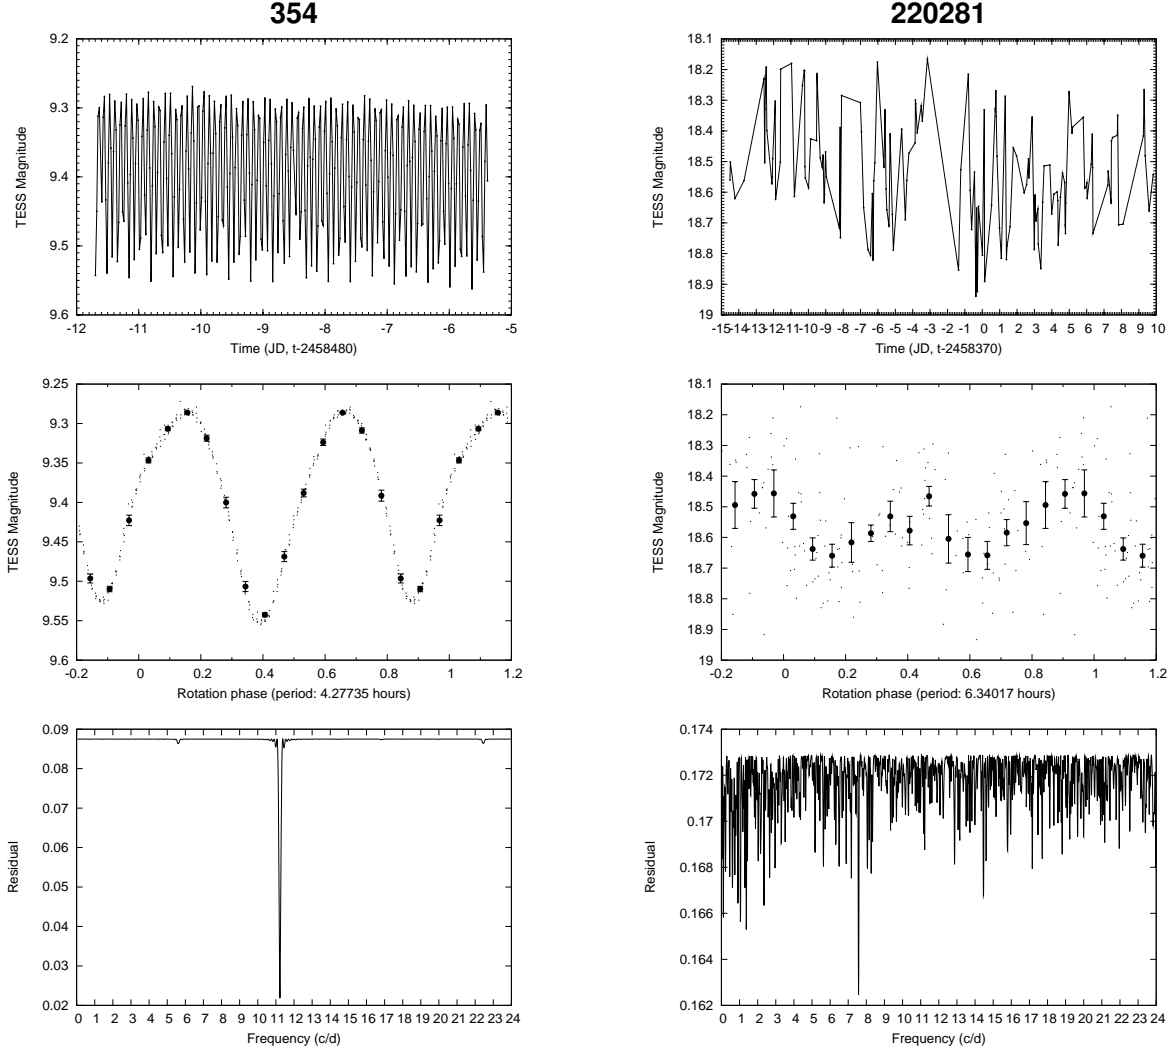 354
9.2
9.3
9.4
9.5
9.6
TESS Magnitude
-12 -11 -10 -9 -8 -7 -6 -5
Time (JD, t-2458480)
220281
18.1
18.2
18.3
18.4
18.5
18.6
18.7
18.8
18.9
19
TESS Magnitude
-15-14-13-12-11-10-9 -8 -7 -6 -5 -4 -3 -2 -1 0 1 2 3 4 5 6 7 8 9 10
Time (JD, t-2458370)
9.25
9.3
9.35
9.4
9.45
9.5
9.55
9.6
TESS Magnitude
-0.2 0 0.2 0.4 0.6 0.8 1 1.2
Rotation phase (period: 4.27735 hours)
18.1
18.2
18.3
18.4
18.5
18.6
18.7
18.8
18.9
19
TESS Magnitude
-0.2 0 0.2 0.4 0.6 0.8 1 1.2
Rotation phase (period: 6.34017 hours)
0.09
0.08
0.07
0.06
0.05
0.04
0.03
0.02
Residual
0 1 2 3 4 5 6 7 8 9 10 11 12 13 14 15 16 17 18 19 20 21 22 23 24
Frequency (c/d)
0.174
0.172
0.17
0.168
0.166
0.164
0.162
Residual
0 1 2 3 4 5 6 7 8 9 10 11 12 13 14 15 16 17 18 19 20 21 22 23 24
Frequency (c/d)